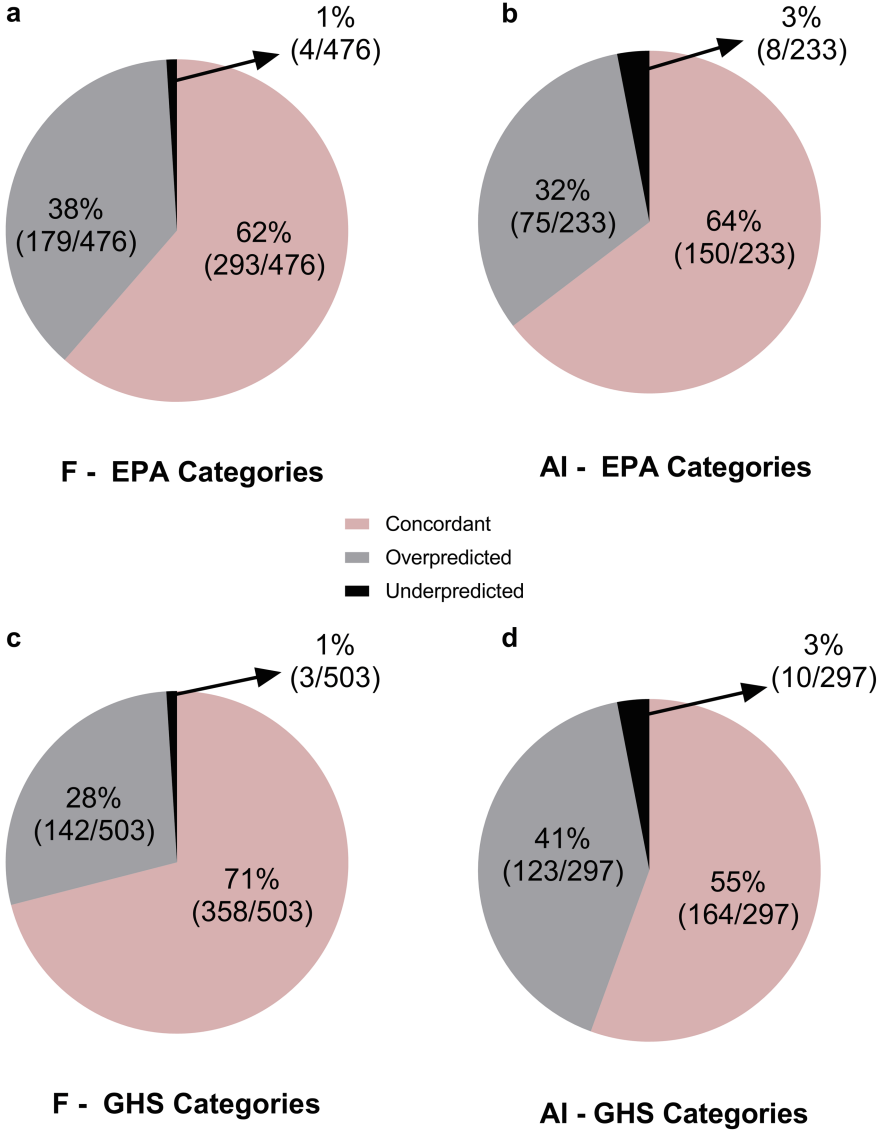 a
1%
(4/476)
38%
(179/476)
62%
(293/476)
F - EPA Categories
b
3%
(8/233)
32%
(75/233)
64%
(150/233)
AI - EPA Categories
Concordant
Overpredicted
Underpredicted
c
1%
(3/503)
28%
(142/503)
71%
(358/503)
F - GHS Categories
d
3%
(10/297)
41%
(123/297)
55%
(164/297)
AI - GHS Categories